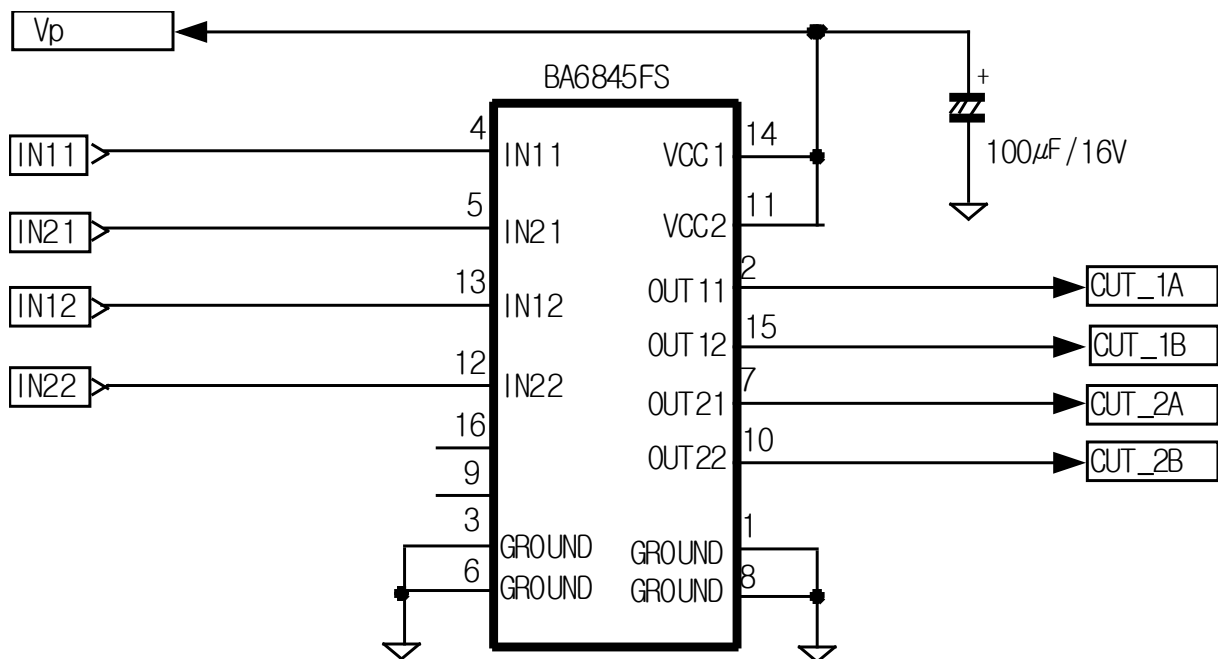 Vp
BA6845FS
+
100µF/16V
IN11
4
IN11
VCC1
14
IN21
5
IN21
VCC2
11
IN12
13
IN12
OUT11
2
CUT_1A
OUT12
15
CUT_1B
IN22
12
IN22
OUT21
7
CUT_2A
16
OUT22
10
CUT_2B
9
3
GROUND
GROUND
1
6
GROUND
GROUND
8